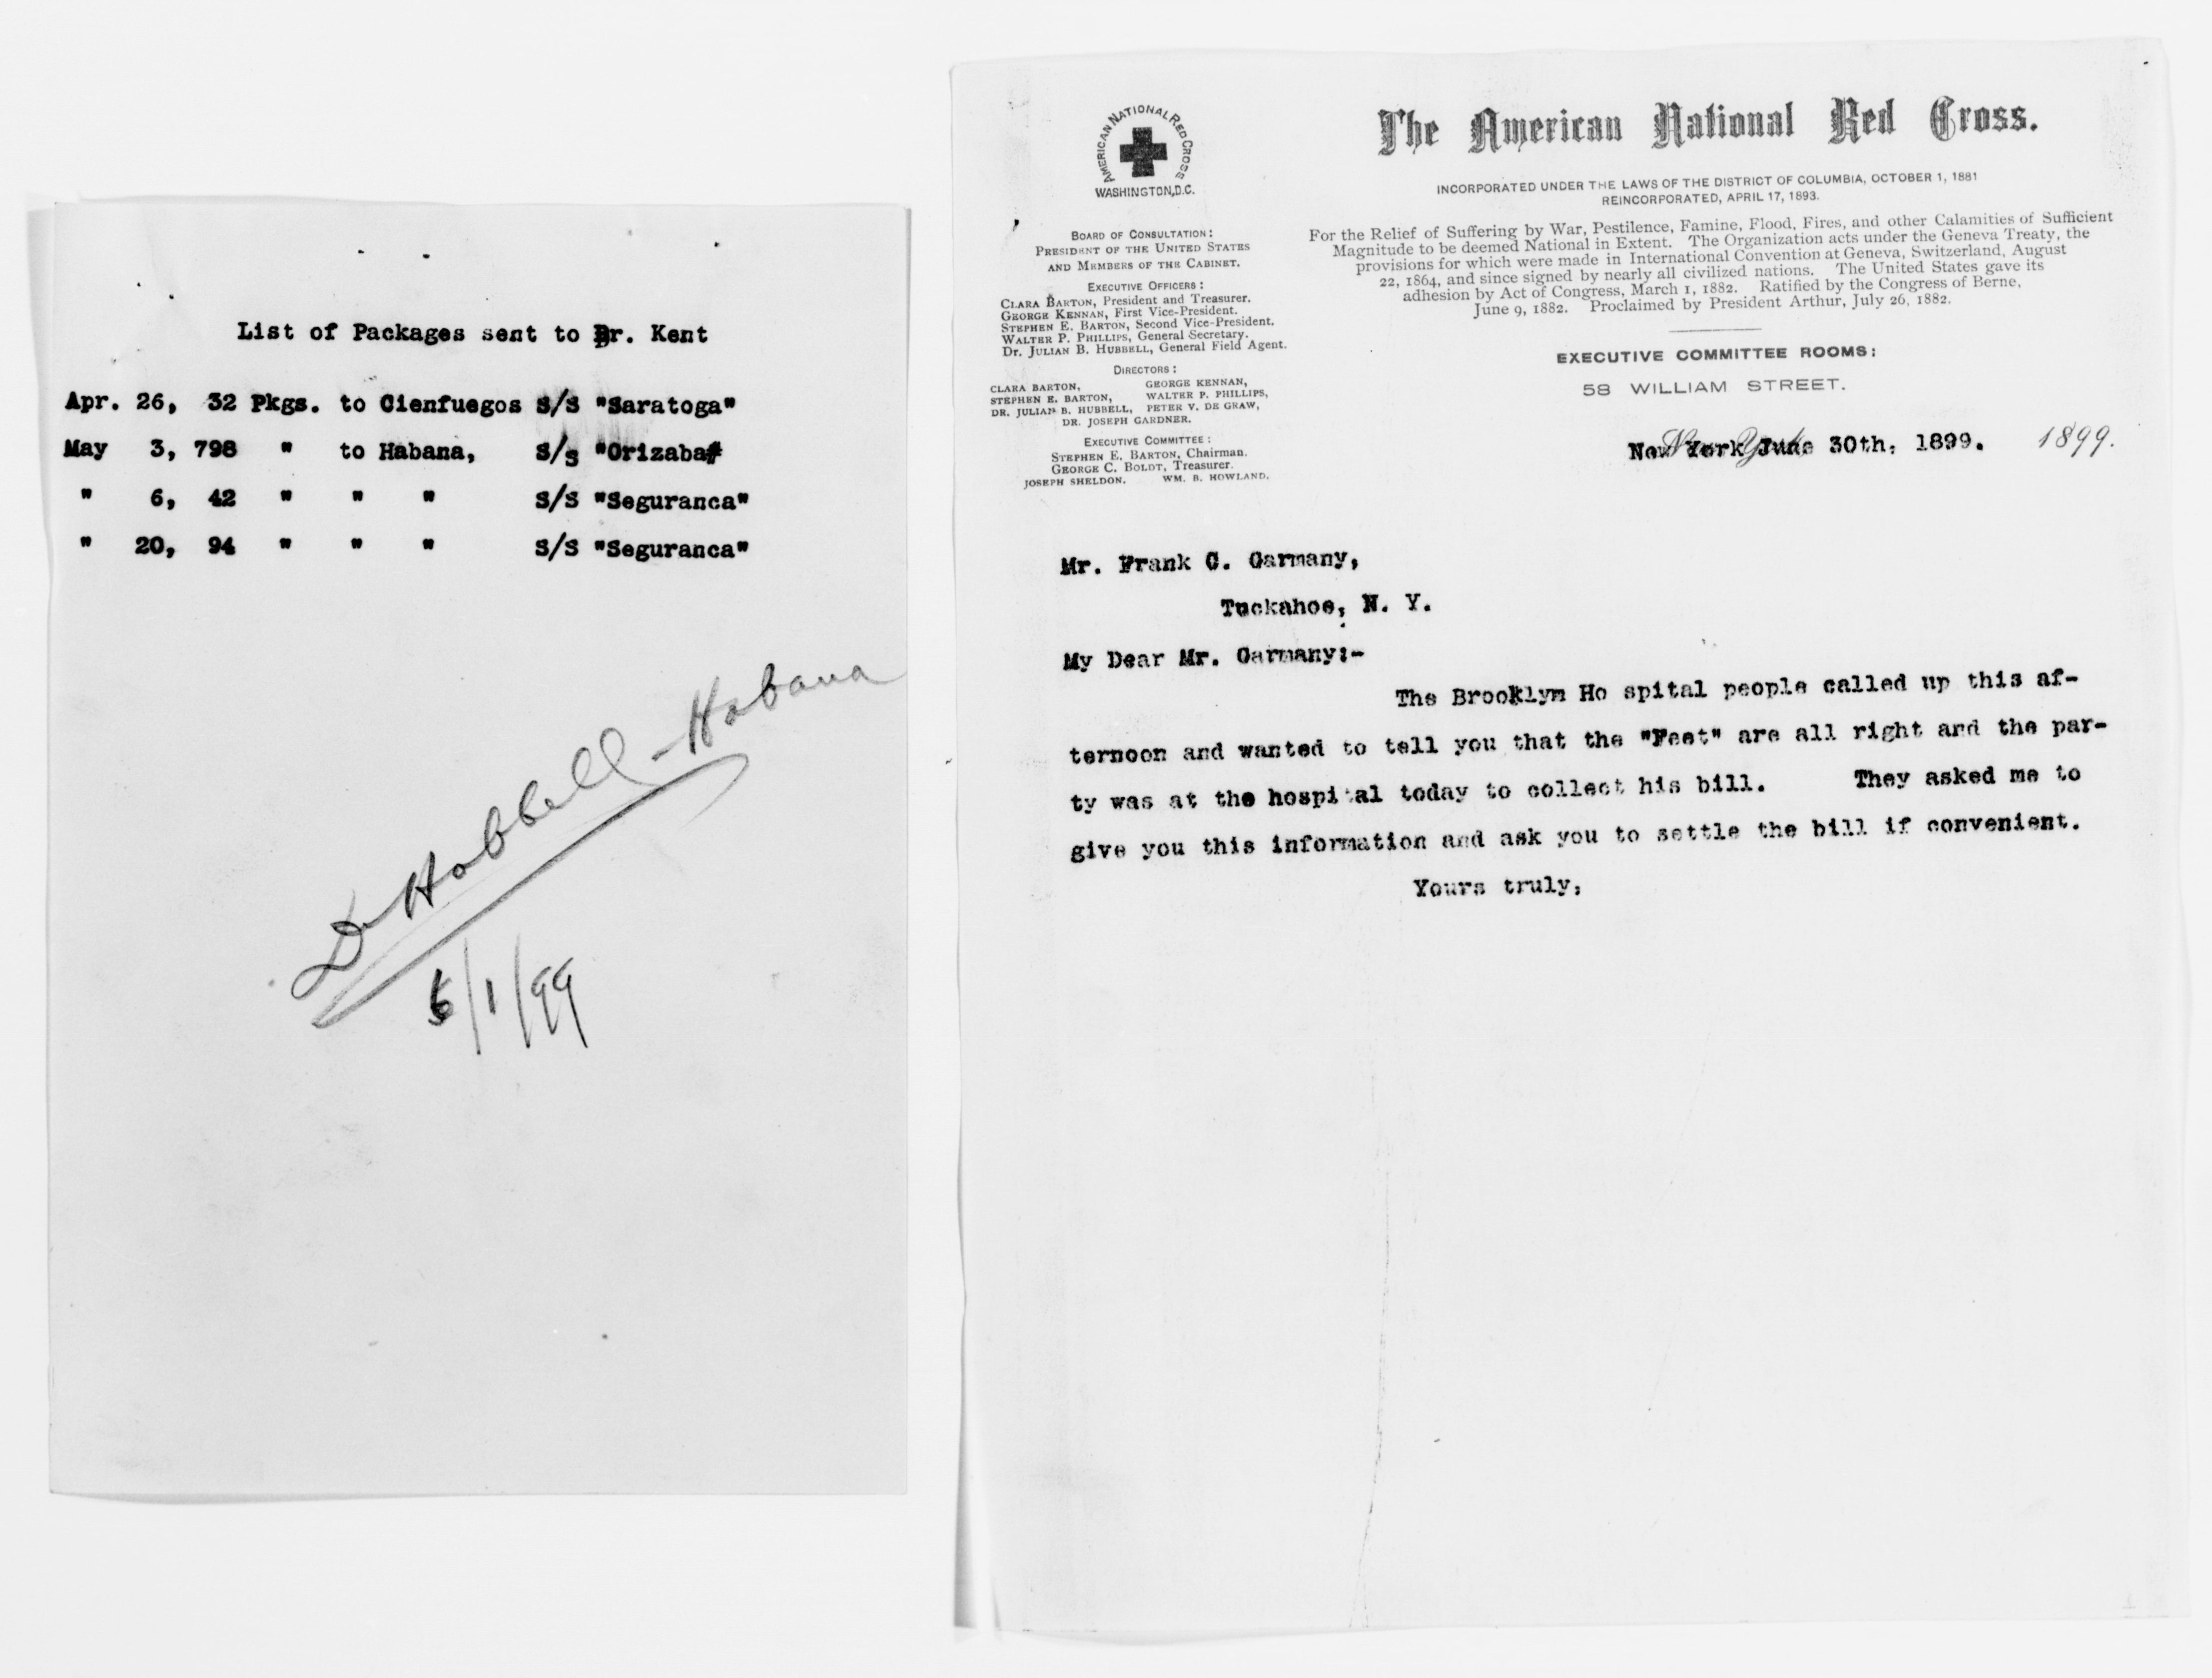 List of Packages sent to Dr. Kent
Apr. 26, 32 Pkgs. to Cienfuegos S/S "Saratoga"
May 3, 798 " to Habana, S/S "Orizaba"
" 6, 42 " " " S/S "Seguranca"
" 20, 94 " " " S/S "Seguranca"
Dr Hobbell - Habana
6/1/99
AMERICAN NATIONAL RED CROSS
WASHINGTON, D.C.
BOARD OF CONSULTATION:
PRESIDENT OF THE UNITED STATES
AND MEMBERS OF THE CABINET.
EXECUTIVE OFFICERS:
CLARA BARTON, President and Treasurer.
GEORGE KENNAN, First Vice-President.
STEPHEN E. BARTON, Second Vice-President.
WALTER P. PHILLIPS, General Secretary.
Dr. JULIAN B. HUBBELL, General Field Agent.
DIRECTORS:
CLARA BARTON, GEORGE KENNAN,
STEPHEN E. BARTON, WALTER P. PHILLIPS,
DR. JULIAN B. HUBBELL, PETER V. DE GRAW,
DR. JOSEPH GARDNER.
EXECUTIVE COMMITTEE:
STEPHEN E. BARTON, Chairman.
GEORGE C. BOLDT, Treasurer.
JOSEPH SHELDON. WM. B. HOWLAND.
The American National Red Cross.
INCORPORATED UNDER THE LAWS OF THE DISTRICT OF COLUMBIA, OCTOBER 1, 1881
REINCORPORATED, APRIL 17, 1893.
For the Relief of Suffering by War, Pestilence, Famine, Flood, Fires, and other Calamities of Sufficient
Magnitude to be deemed National in Extent. The Organization acts under the Geneva Treaty, the
provisions for which were made in International Convention at Geneva, Switzerland, August
22, 1864, and since signed by nearly all civilized nations. The United States gave its
adhesion by Act of Congress, March 1, 1882. Ratified by the Congress of Berne,
June 9, 1882. Proclaimed by President Arthur, July 26, 1882.
EXECUTIVE COMMITTEE ROOMS:
58 WILLIAM STREET.
New York June 30th, 1899. 1899.
Mr. Frank C. Garmany,
Tuckahoe, N. Y.
My Dear Mr. Garmany:-
The Brooklym Ho spital people called up this af-
ternoon and wanted to tell you that the "Feet" are all right and the par-
ty was at the hospital today to collect his bill. They asked me to
give you this information and ask you to settle the bill if convenient.
Yours truly,